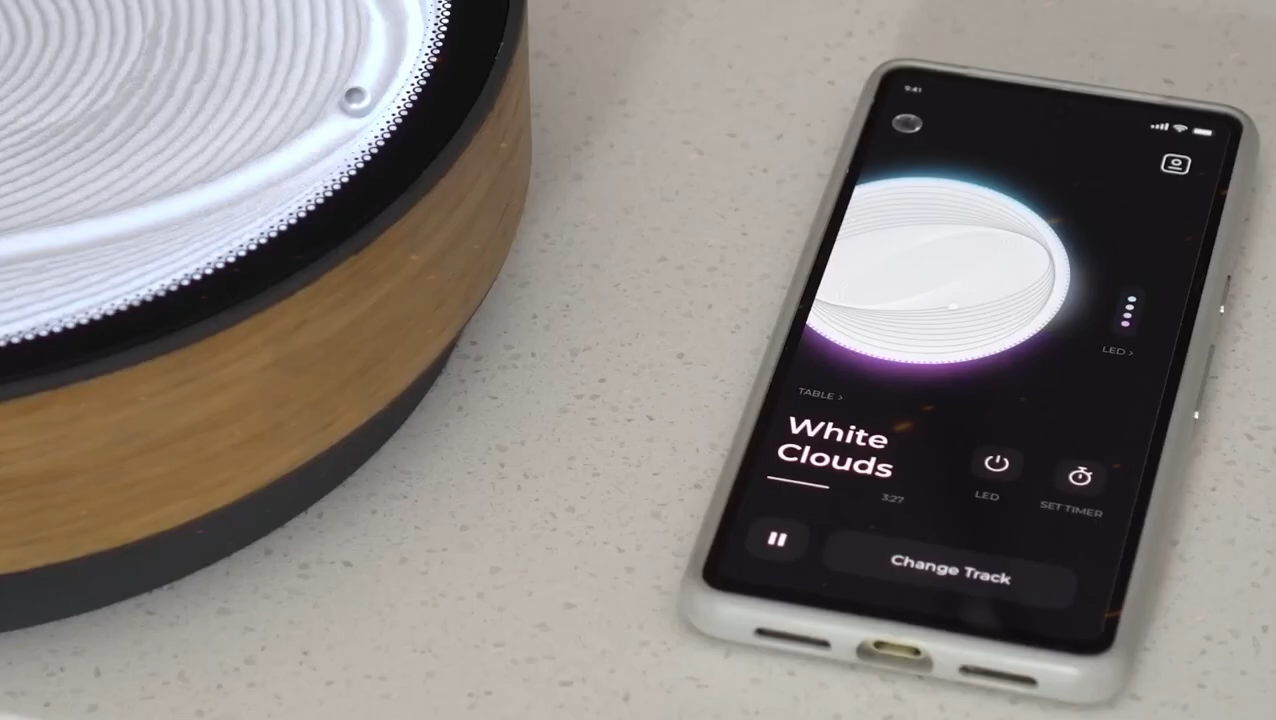 9:41
LED >
TABLE >
White
Clouds
3:27
LED
SET TIMER
Change Track